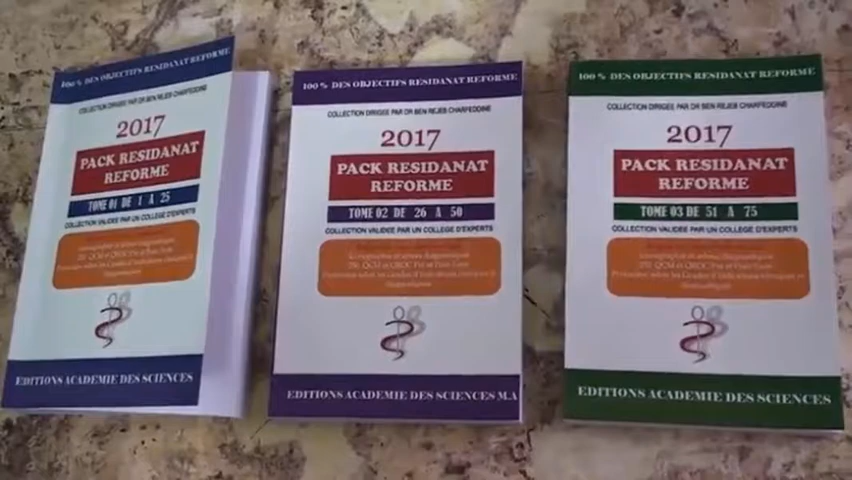 100% DES OBJECTIFS RESIDANAT REFORME
COLLECTION DIRIGEE PAR DR BEN REJEB CHARFEDDINE
2017
PACK RESIDANAT
REFORME
TOME 01 DE 1 A 25
COLLECTION VALIDEE PAR UN COLLEGE D'EXPERTS
EDITIONS ACADEMIE DES SCIENCES
100% DES OBJECTIFS RESIDANAT REFORME
COLLECTION DIRIGEE PAR DR BEN REJEB CHARFEDDINE
2017
PACK RESIDANAT
REFORME
TOME 02 DE 26 A 50
COLLECTION VALIDEE PAR UN COLLEGE D'EXPERTS
EDITIONS ACADEMIE DES SCIENCES M.A
100% DES OBJECTIFS RESIDANAT REFORME
COLLECTION DIRIGEE PAR DR BEN REJEB CHARFEDDINE
2017
PACK RESIDANAT
REFORME
TOME 03 DE 51 A 75
COLLECTION VALIDEE PAR UN COLLEGE D'EXPERTS
EDITIONS ACADEMIE DES SCIENCES